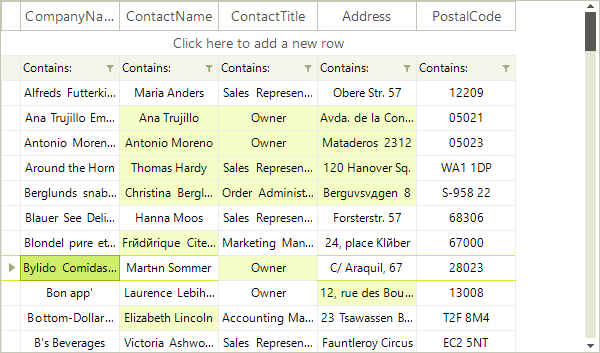 CompanyNa... ContactName ContactTitle Address PostalCode
Click here to add a new row
Contains: Contains: Contains: Contains: Contains:
Alfreds Futterki... Maria Anders Sales Represen... Obere Str. 57 12209
Ana Trujillo Em... Ana Trujillo Owner Avda. de la Con... 05021
Antonio Moren... Antonio Moreno Owner Mataderos 2312 05023
Around the Horn Thomas Hardy Sales Represen... 120 Hanover Sq. WA1 1DP
Berglunds snab... Christina Bergl... Order Administ... Berguvsvдgen 8 S-958 22
Blauer See Deli... Hanna Moos Sales Represen... Forsterstr. 57 68306
Blondel pиre et... Frйdйrique Cite... Marketing Man... 24, place Klйber 67000
Bуlido Comidas... Martнn Sommer Owner C/ Araquil, 67 28023
Bon app' Laurence Lebih... Owner 12, rue des Bou... 13008
Bottom-Dollar... Elizabeth Lincoln Accounting Ma... 23 Tsawassen B... T2F 8M4
B's Beverages Victoria Ashwo... Sales Represen... Fauntleroy Circus EC2 5NT